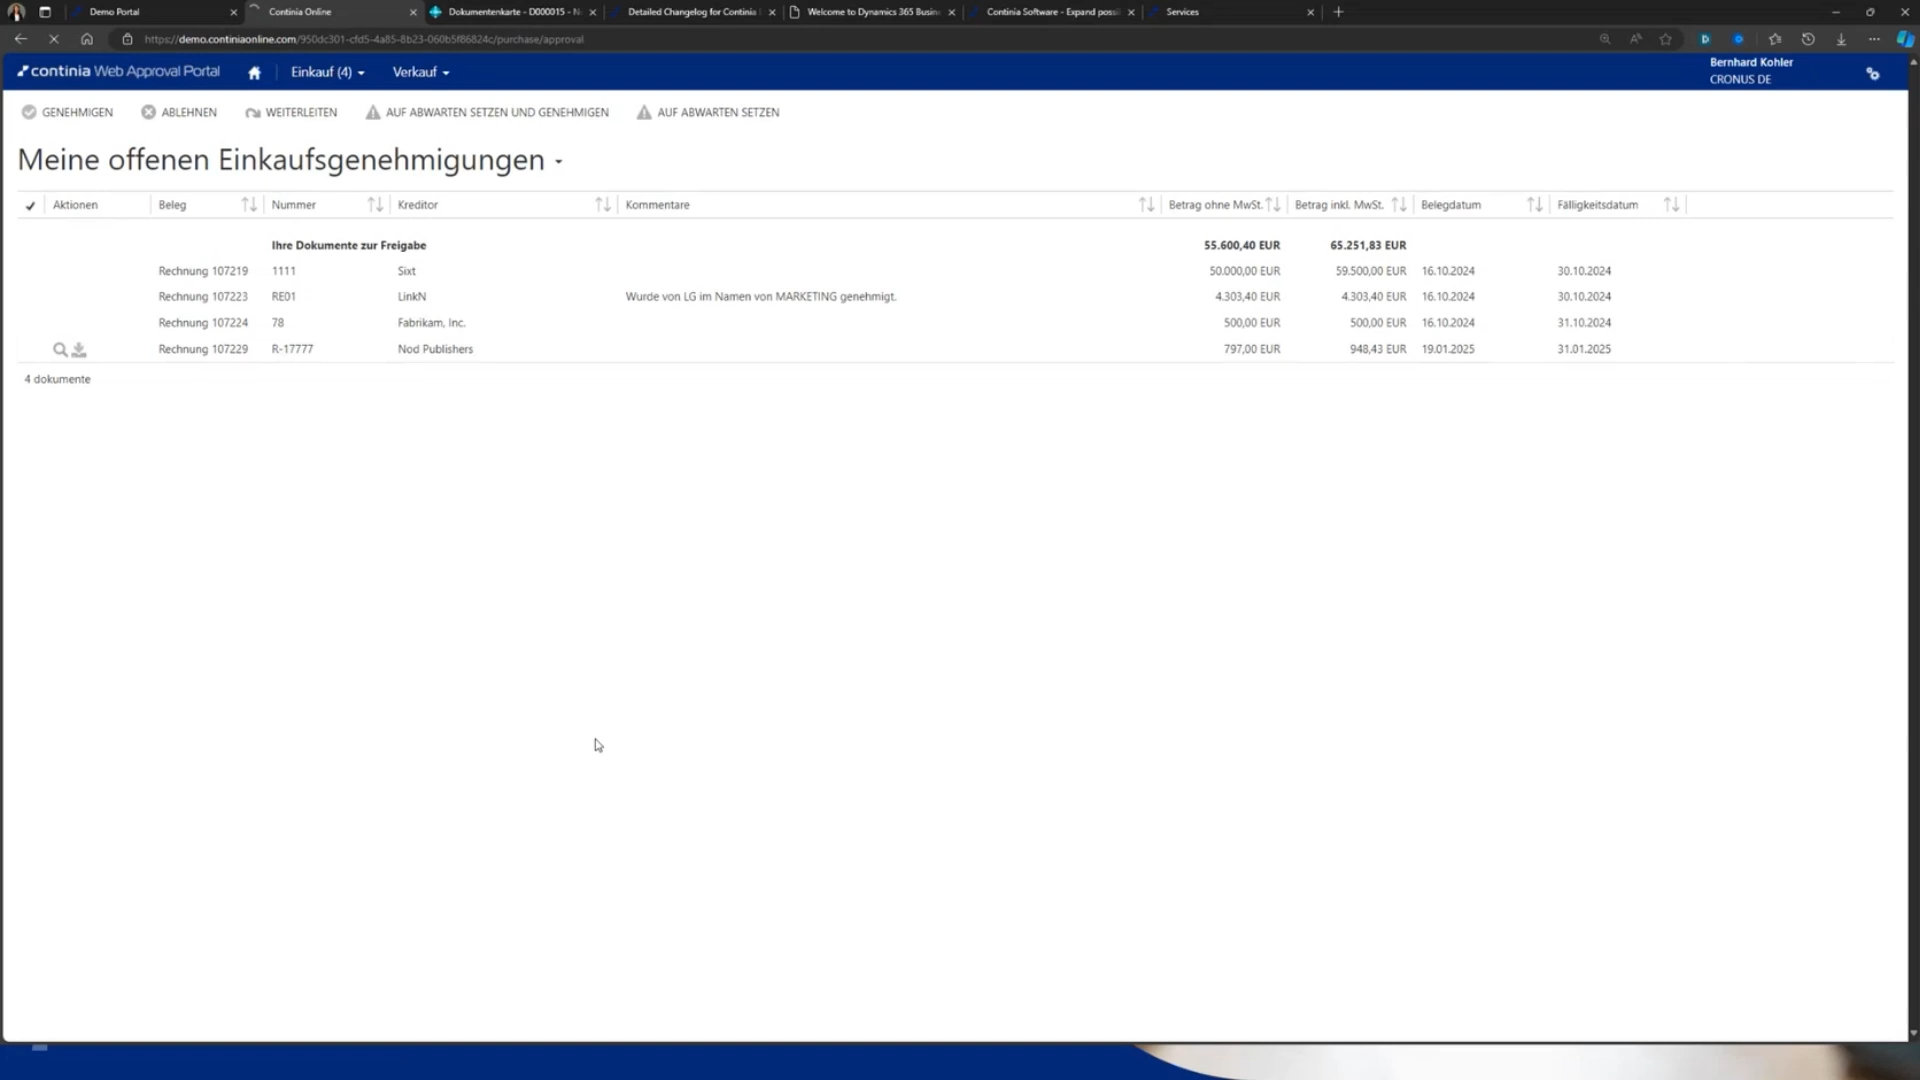 Demo Portal
Continia Online
Dokumentenkarte - D000015 - N
Detailed Changelog for Continia
Welcome to Dynamics 365 Busin
Continia Software - Expand possi
Services
https://demo.continiaonline.com/950dc301-cfd5-4a85-8b23-060b5f86824c/purchase/approval
continia Web Approval Portal
Einkauf (4)
Verkauf
Bernhard Kohler
CRONUS DE
GENEHMIGEN
ABLEHNEN
WEITERLEITEN
AUF ABWARTEN SETZEN UND GENEHMIGEN
AUF ABWARTEN SETZEN
Meine offenen Einkaufsgenehmigungen
Aktionen Beleg Nummer Kreditor Kommentare Betrag ohne MwSt. Betrag inkl. MwSt. Belegdatum Fälligkeitsdatum
Ihre Dokumente zur Freigabe 55.600,40 EUR 65.251,83 EUR
Rechnung 107219 1111 Sixt 50.000,00 EUR 59.500,00 EUR 16.10.2024 30.10.2024
Rechnung 107223 RE01 LinkN Wurde von LG im Namen von MARKETING genehmigt. 4.303,40 EUR 4.303,40 EUR 16.10.2024 30.10.2024
Rechnung 107224 78 Fabrikam, Inc. 500,00 EUR 500,00 EUR 16.10.2024 31.10.2024
Rechnung 107229 R-17777 Nod Publishers 797,00 EUR 948,43 EUR 19.01.2025 31.01.2025
4 dokumente